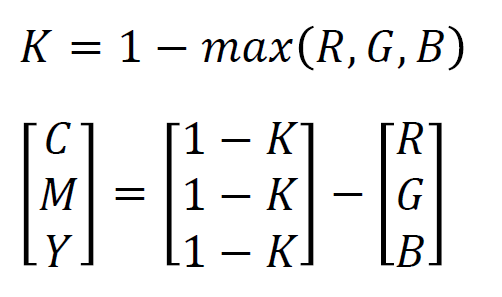 K = 1 − max(R, G, B)
[C] = [1 − K] − [R]
[M] = [1 − K] − [G]
[Y] = [1 − K] − [B]